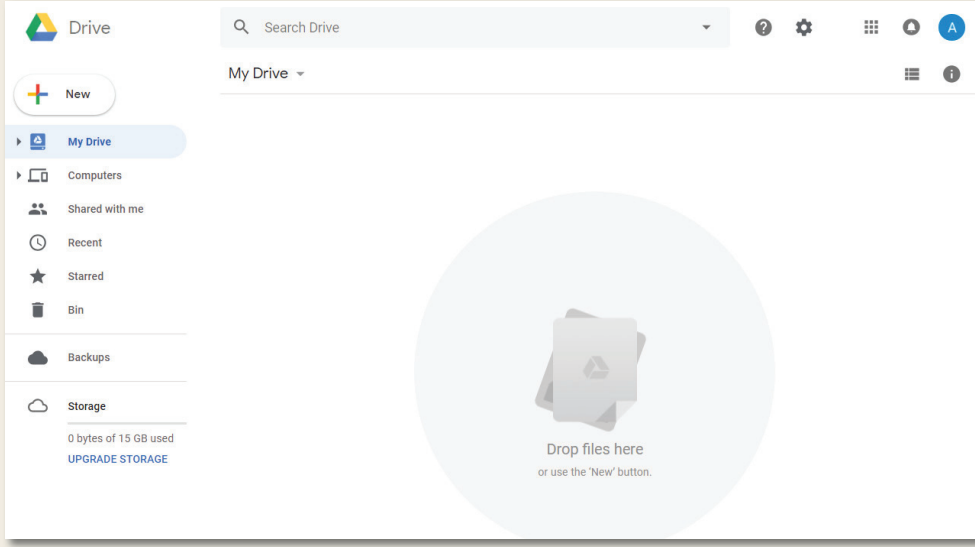 Drive
Search Drive
A
My Drive
New
My Drive
Computers
Shared with me
Recent
Starred
Bin
Backups
Storage
0 bytes of 15 GB used
UPGRADE STORAGE
Drop files here
or use the 'New' button.